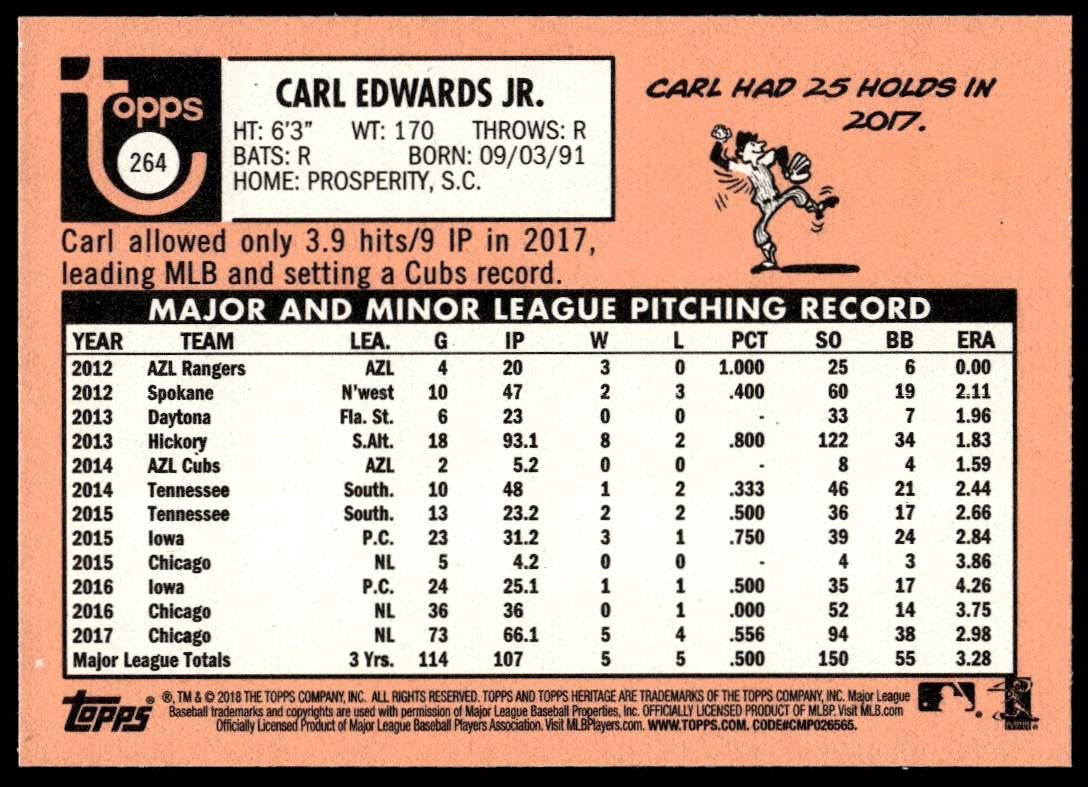 topps
264
CARL EDWARDS JR.
HT: 6'3" WT: 170 THROWS: R
BATS: R BORN: 09/03/91
HOME: PROSPERITY, S.C.
CARL HAD 25 HOLDS IN
2017.
Carl allowed only 3.9 hits/9 IP in 2017,
leading MLB and setting a Cubs record.
MAJOR AND MINOR LEAGUE PITCHING RECORD
YEAR TEAM LEA. G IP W L PCT SO BB ERA
2012 AZL Rangers AZL 4 20 3 0 1.000 25 6 0.00
2012 Spokane N'west 10 47 2 3 .400 60 19 2.11
2013 Daytona Fla. St. 6 23 0 0 - 33 7 1.96
2013 Hickory S.Alt. 18 93.1 8 2 .800 122 34 1.83
2014 AZL Cubs AZL 2 5.2 0 0 - 8 4 1.59
2014 Tennessee South. 10 48 1 2 .333 46 21 2.44
2015 Tennessee South. 13 23.2 2 2 .500 36 17 2.66
2015 Iowa P.C. 23 31.2 3 1 .750 39 24 2.84
2015 Chicago NL 5 4.2 0 0 - 4 3 3.86
2016 Iowa P.C. 24 25.1 1 1 .500 35 17 4.26
2016 Chicago NL 36 36 0 1 .000 52 14 3.75
2017 Chicago NL 73 66.1 5 4 .556 94 38 2.98
Major League Totals 3 Yrs. 114 107 5 5 .500 150 55 3.28
topps® ®, TM & © 2018 THE TOPPS COMPANY, INC. ALL RIGHTS RESERVED. TOPPS AND TOPPS HERITAGE ARE TRADEMARKS OF THE TOPPS COMPANY, INC. Major League
Baseball trademarks and copyrights are used with permission of Major League Baseball Properties, Inc. OFFICIALLY LICENSED PRODUCT OF MLBP. Visit MLB.com
Officially Licensed Product of Major League Baseball Players Association. Visit MLBPlayers.com. WWW.TOPPS.COM. CODE#CMP026565.